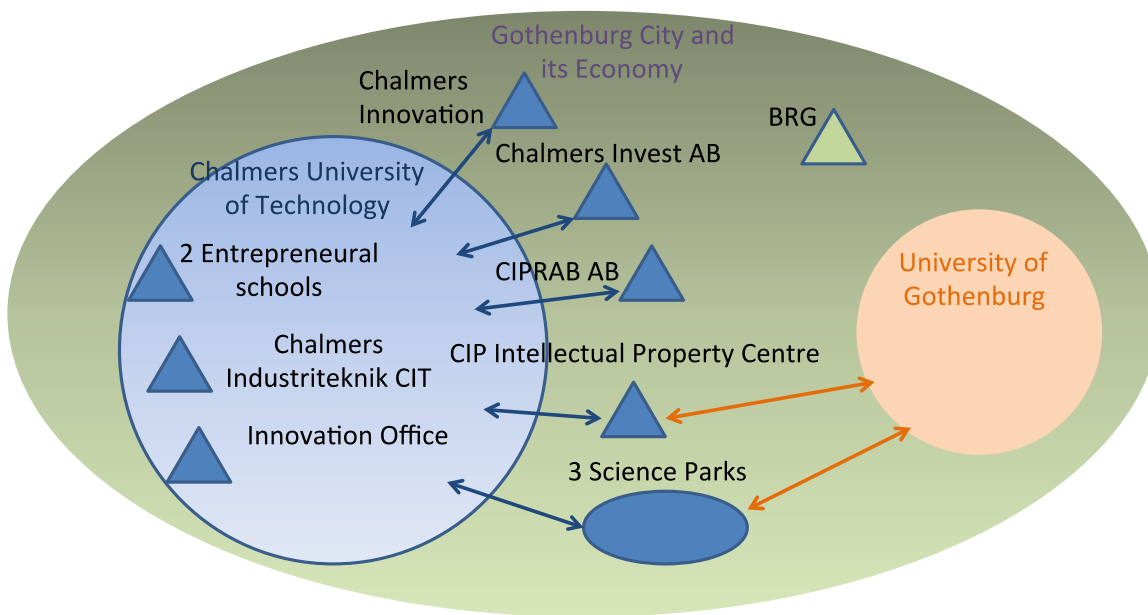 Gothenburg City and
its Economy
Chalmers
Innovation
BRG
Chalmers Invest AB
Chalmers University
of Technology
2 Entrepreneural
schools
CIPRAB AB
University of
Gothenburg
Chalmers
Industriteknik CIT
CIP Intellectual Property Centre
Innovation Office
3 Science Parks